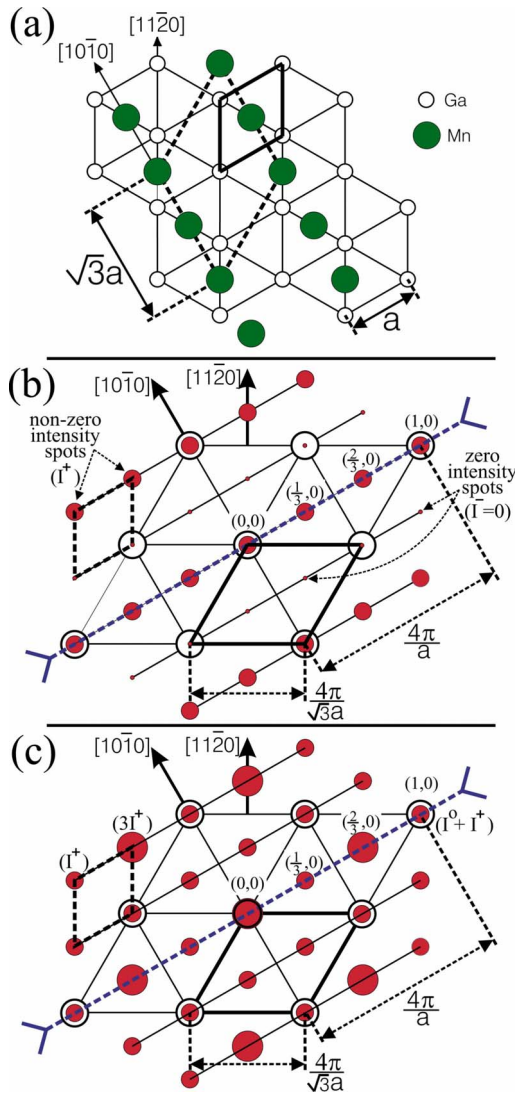 (a)
[112̄0]
[101̄0]
Ga
Mn
√3a
a
(b)
[101̄0]
[112̄0]
non-zero
intensity
spots
(I⁺)
(1,0)
(2/3,0)
(1/3,0)
(0,0)
zero
intensity
spots
(I=0)
4π/a
4π/√3a
(c)
[101̄0]
[112̄0]
(1,0)
(3I⁺)
(I⁺)
(2/3,0)
(I⁰+ I⁺)
(1/3,0)
(0,0)
4π/a
4π/√3a